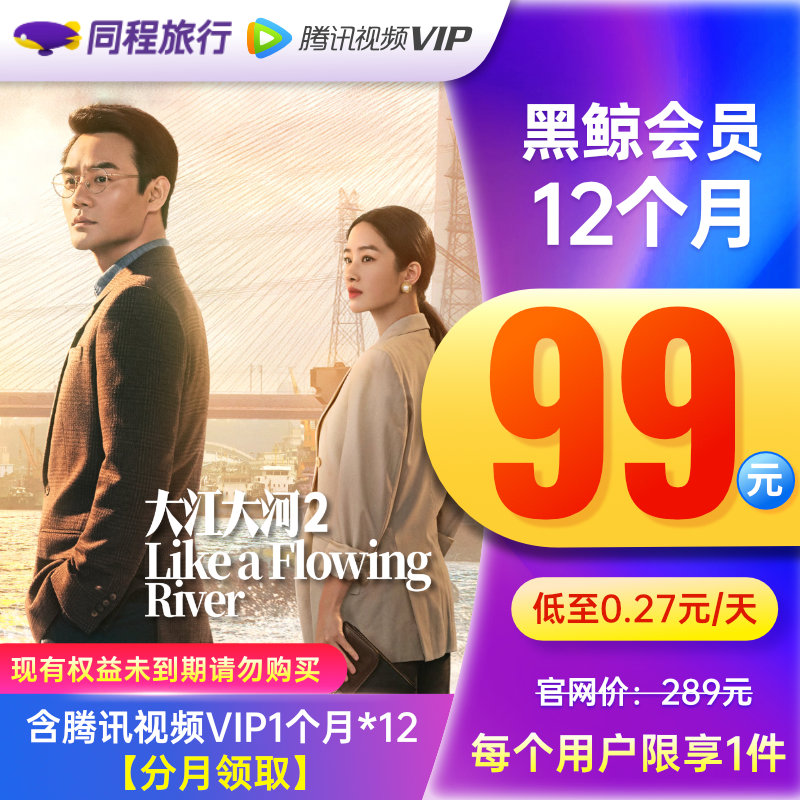 同程旅行 腾讯视频VIP
黑鲸会员
12个月
99元
低至0.27元/天
官网价：289元
每个用户限享1件
大江大河2
Like a Flowing
River
现有权益未到期请勿购买
含腾讯视频VIP1个月*12
【分月领取】